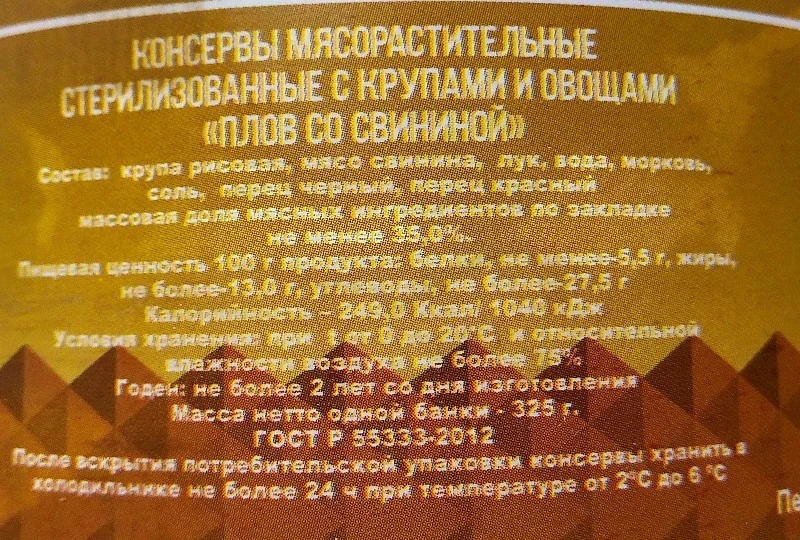 КОНСЕРВЫ МЯСОРАСТИТЕЛЬНЫЕ
СТЕРИЛИЗОВАННЫЕ С КРУПАМИ И ОВОЩАМИ
«ПЛОВ СО СВИНИНОЙ»
Состав: крупа рисовая, мясо свинина, лук, вода, морковь,
соль, перец черный, перец красный
массовая доля мясных ингредиентов по закладке
не менее 35,0%.
Пищевая ценность 100 г продукта: белки, не менее-5,5 г, жиры,
не более-13,0 г, углеводы, не более-27,5 г
Калорийность – 249,0 Ккал/ 1040 кДж
Условия хранения: при t от 0 до 20°С и относительной
влажности воздуха не более 75%
Годен: не более 2 лет со дня изготовления
Масса нетто одной банки - 325 г.
ГОСТ Р 55333-2012
После вскрытия потребительской упаковки консервы хранить в
холодильнике не более 24 ч при температуре от 2°С до 6 °С
Пе